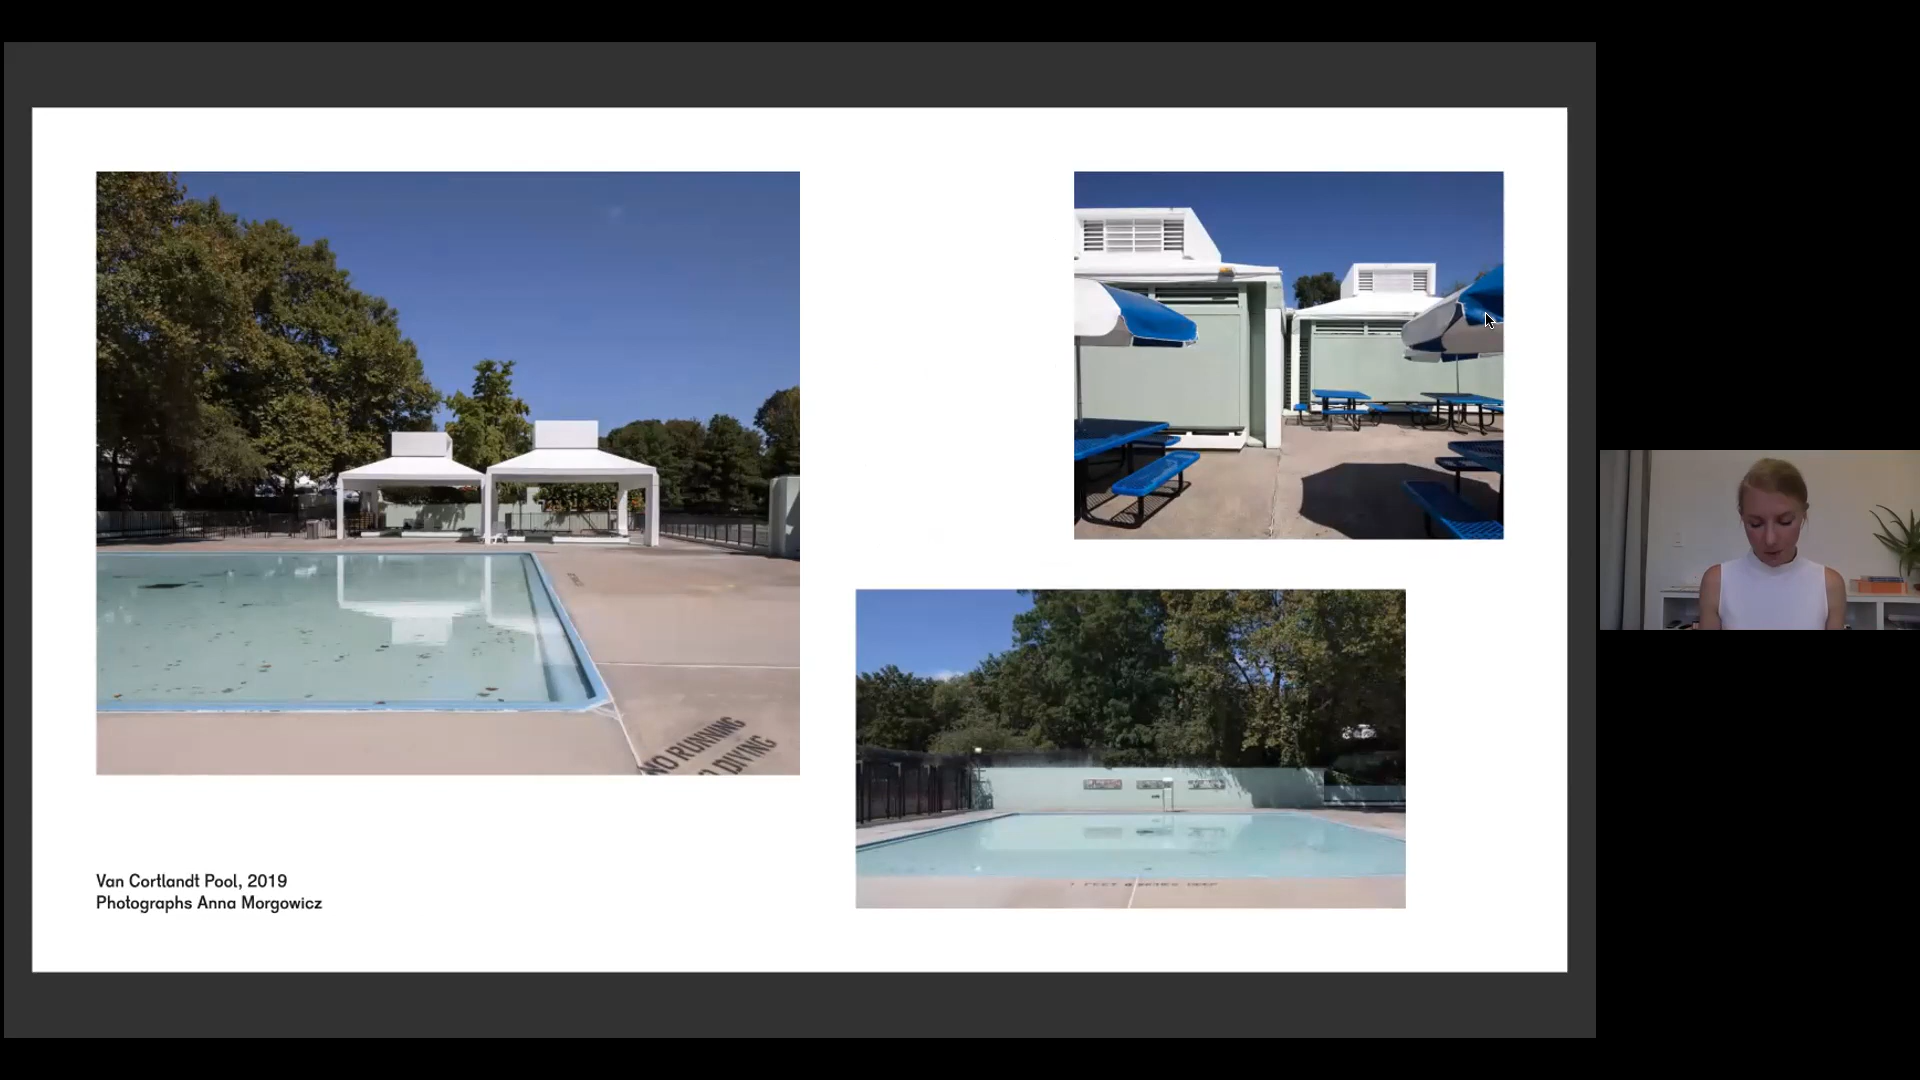 NO RUNNING
DIVING
Van Cortlandt Pool, 2019
Photographs Anna Morgowicz